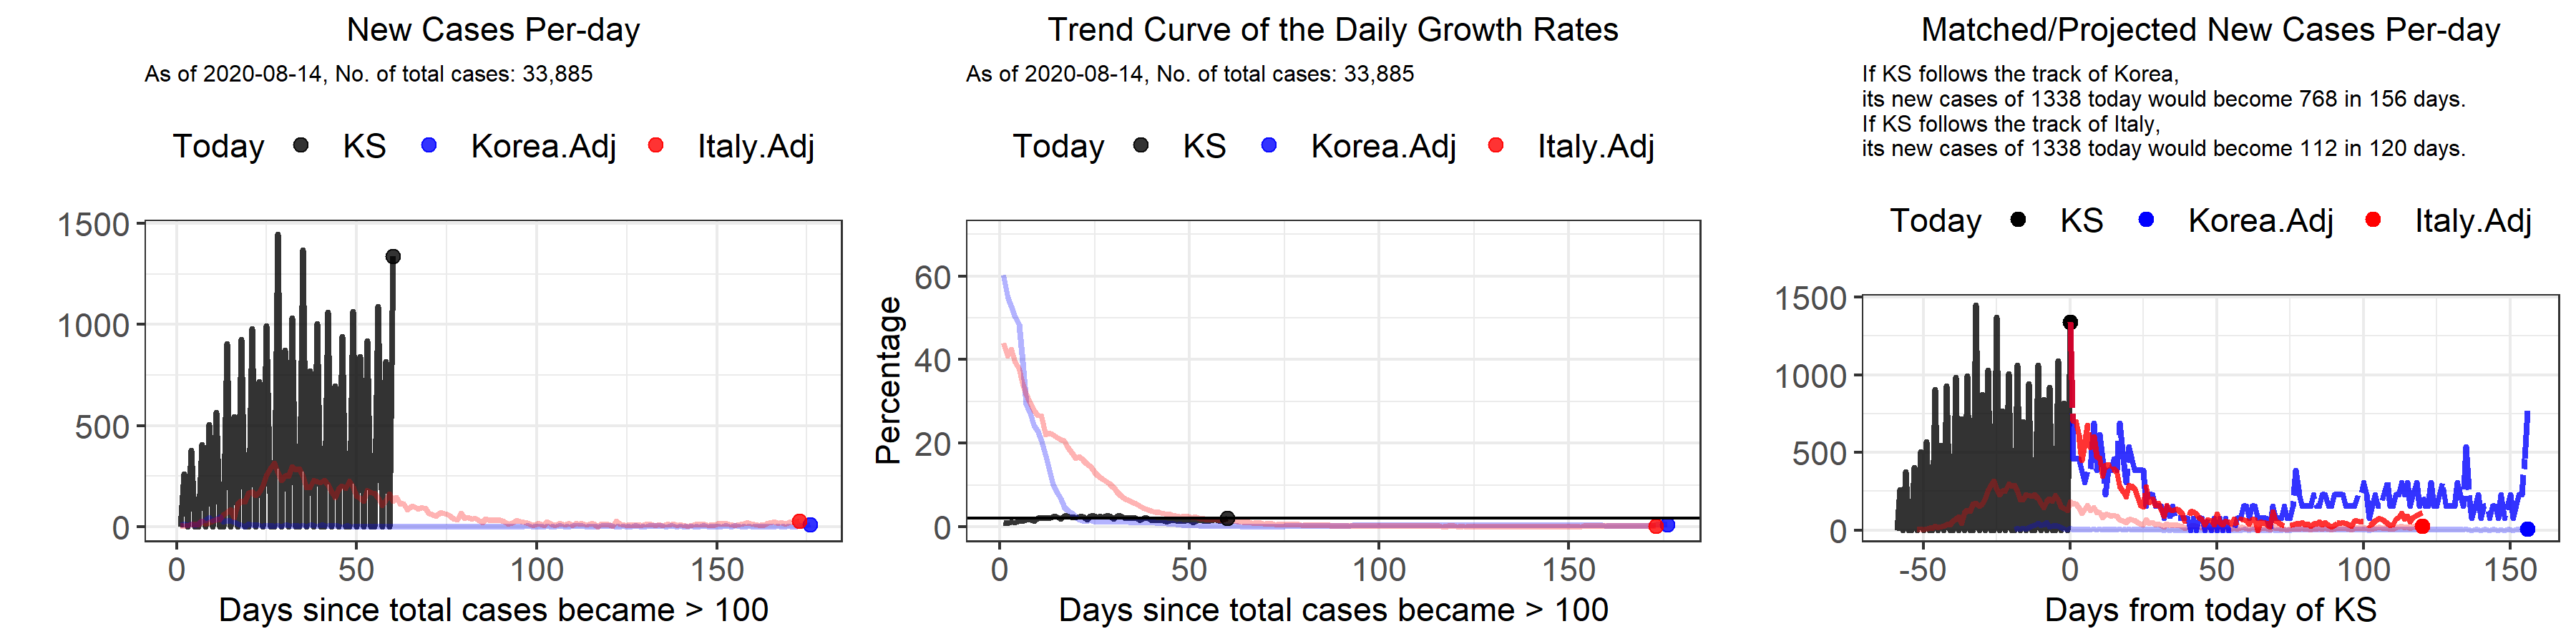 New Cases Per-day
As of 2020-08-14, No. of total cases: 33,885
Today KS Korea.Adj Italy.Adj
1500
1000
500
0
0 50 100 150
Days since total cases became > 100
Trend Curve of the Daily Growth Rates
As of 2020-08-14, No. of total cases: 33,885
Today KS Korea.Adj Italy.Adj
Percentage
60
40
20
0
0 50 100 150
Days since total cases became > 100
Matched/Projected New Cases Per-day
If KS follows the track of Korea,
its new cases of 1338 today would become 768 in 156 days.
If KS follows the track of Italy,
its new cases of 1338 today would become 112 in 120 days.
Today KS Korea.Adj Italy.Adj
1500
1000
500
0
-50 0 50 100 150
Days from today of KS